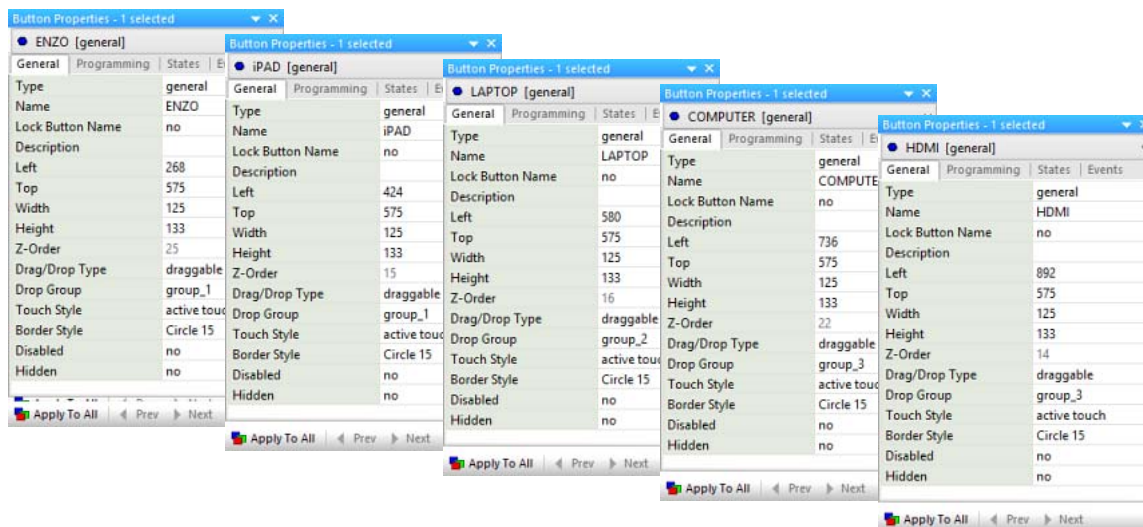 Button Properties - 1 selected
ENZO [general]
General Programming States
Type general
Name ENZO
Lock Button Name no
Description
Left 268
Top 575
Width 125
Height 133
Z-Order 25
Drag/Drop Type draggable
Drop Group group_1
Touch Style active touc
Border Style Circle 15
Disabled no
Hidden no
Apply To All Prev Next
Button Properties - 1 selected
iPAD [general]
General Programming States
Type general
Name iPAD
Lock Button Name no
Description
Left 424
Top 575
Width 125
Height 133
Z-Order 15
Drag/Drop Type draggable
Drop Group group_1
Touch Style active touc
Border Style Circle 15
Disabled no
Hidden no
Apply To All Prev Next
Button Properties - 1 selected
LAPTOP [general]
General Programming States
Type general
Name LAPTOP
Lock Button Name no
Description
Left 580
Top 575
Width 125
Height 133
Z-Order 16
Drag/Drop Type draggable
Drop Group group_2
Touch Style active touc
Border Style Circle 15
Disabled no
Hidden no
Apply To All Prev Next
Button Properties - 1 selected
COMPUTER [general]
General Programming States
Type general
Name COMPUTE
Lock Button Name no
Description
Left 736
Top 575
Width 125
Height 133
Z-Order 22
Drag/Drop Type draggable
Drop Group group_3
Touch Style active touc
Border Style Circle 15
Disabled no
Hidden no
Apply To All Prev Next
Button Properties - 1 selected
HDMI [general]
General Programming States Events
Type general
Name HDMI
Lock Button Name no
Description
Left 892
Top 575
Width 125
Height 133
Z-Order 14
Drag/Drop Type draggable
Drop Group group_3
Touch Style active touch
Border Style Circle 15
Disabled no
Hidden no
Apply To All Prev Next